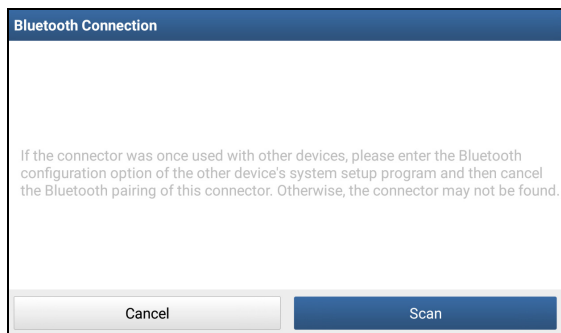 Bluetooth Connection
If the connector was once used with other devices, please enter the Bluetooth
configuration option of the other device's system setup program and then cancel
the Bluetooth pairing of this connector. Otherwise, the connector may not be found.
Cancel
Scan